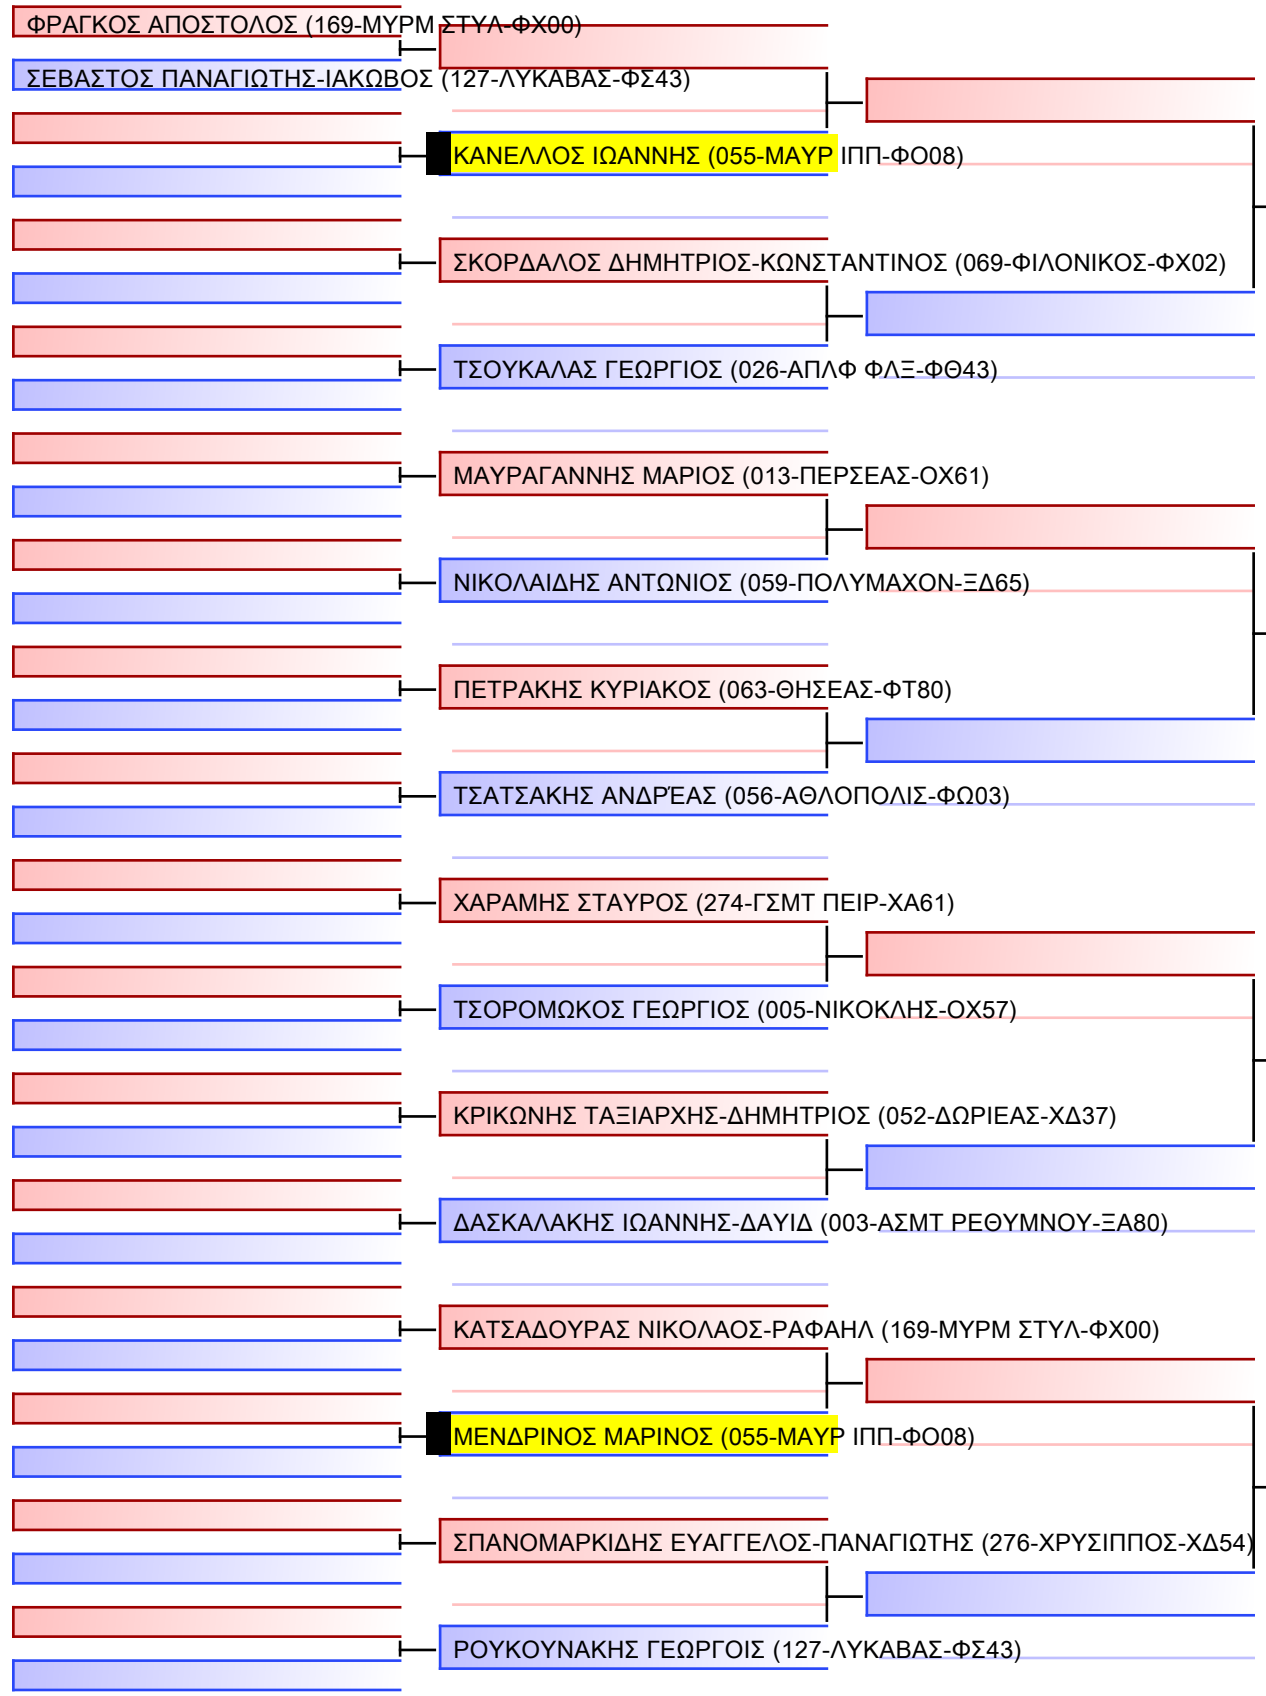 ΦΡΑΓΚΟΣ ΑΠΟΣΤΟΛΟΣ (169-ΜΥΡΜ ΣΤΥΛ-ΦΧ00)
ΣΕΒΑΣΤΟΣ ΠΑΝΑΓΙΩΤΗΣ-ΙΑΚΩΒΟΣ (127-ΛΥΚΑΒΑΣ-ΦΣ43)
ΚΑΝΕΛΛΟΣ ΙΩΑΝΝΗΣ (055-ΜΑΥΡ ΙΠΠ-ΦΟ08)
ΣΚΟΡΔΑΛΟΣ ΔΗΜΗΤΡΙΟΣ-ΚΩΝΣΤΑΝΤΙΝΟΣ (069-ΦΙΛΟΝΙΚΟΣ-ΦΧ02)
ΤΣΟΥΚΑΛΑΣ ΓΕΩΡΓΙΟΣ (026-ΑΠΛΦ ΦΛΞ-ΦΘ43)
ΜΑΥΡΑΓΑΝΝΗΣ ΜΑΡΙΟΣ (013-ΠΕΡΣΕΑΣ-ΟΧ61)
ΝΙΚΟΛΑΙΔΗΣ ΑΝΤΩΝΙΟΣ (059-ΠΟΛΥΜΑΧΟΝ-ΞΔ65)
ΠΕΤΡΑΚΗΣ ΚΥΡΙΑΚΟΣ (063-ΘΗΣΕΑΣ-ΦΤ80)
ΤΣΑΤΣΑΚΗΣ ΑΝΔΡΈΑΣ (056-ΑΘΛΟΠΟΛΙΣ-ΦΩ03)
ΧΑΡΑΜΗΣ ΣΤΑΥΡΟΣ (274-ΓΣΜΤ ΠΕΙΡ-ΧΑ61)
ΤΣΟΡΟΜΩΚΟΣ ΓΕΩΡΓΙΟΣ (005-ΝΙΚΟΚΛΗΣ-ΟΧ57)
ΚΡΙΚΩΝΗΣ ΤΑΞΙΑΡΧΗΣ-ΔΗΜΗΤΡΙΟΣ (052-ΔΩΡΙΕΑΣ-ΧΔ37)
ΔΑΣΚΑΛΑΚΗΣ ΙΩΑΝΝΗΣ-ΔΑΥΙΔ (003-ΑΣΜΤ ΡΕΘΥΜΝΟΥ-ΞΑ80)
ΚΑΤΣΑΔΟΥΡΑΣ ΝΙΚΟΛΑΟΣ-ΡΑΦΑΗΛ (169-ΜΥΡΜ ΣΤΥΛ-ΦΧ00)
ΜΕΝΔΡΙΝΟΣ ΜΑΡΙΝΟΣ (055-ΜΑΥΡ ΙΠΠ-ΦΟ08)
ΣΠΑΝΟΜΑΡΚΙΔΗΣ ΕΥΑΓΓΕΛΟΣ-ΠΑΝΑΓΙΩΤΗΣ (276-ΧΡΥΣΙΠΠΟΣ-ΧΔ54)
ΡΟΥΚΟΥΝΑΚΗΣ ΓΕΩΡΓΟΙΣ (127-ΛΥΚΑΒΑΣ-ΦΣ43)